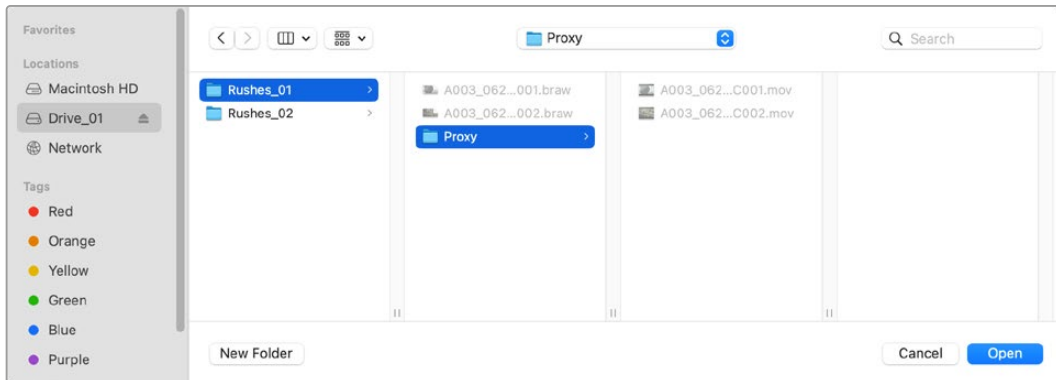 Favorites
Locations
Macintosh HD
Drive_01
Network
Tags
Red
Orange
Yellow
Green
Blue
Purple
Proxy
Search
Rushes_01
Rushes_02
A003_062...001.braw
A003_062...002.braw
Proxy
A003_062...C001.mov
A003_062...C002.mov
New Folder
Cancel
Open